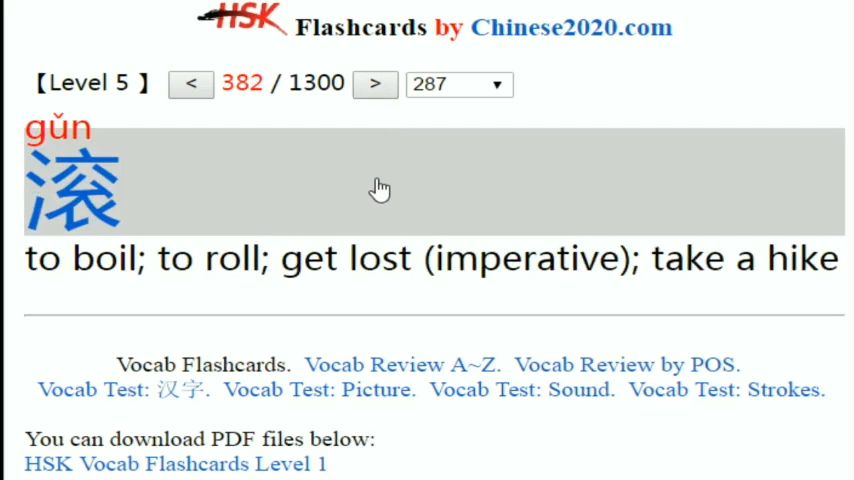 HSK Flashcards by Chinese2020.com
【Level 5 】 < 382 / 1300 > 287
gǔn
滚
to boil; to roll; get lost (imperative); take a hike
Vocab Flashcards. Vocab Review A~Z. Vocab Review by POS.
Vocab Test: 汉字. Vocab Test: Picture. Vocab Test: Sound. Vocab Test: Strokes.
You can download PDF files below:
HSK Vocab Flashcards Level 1